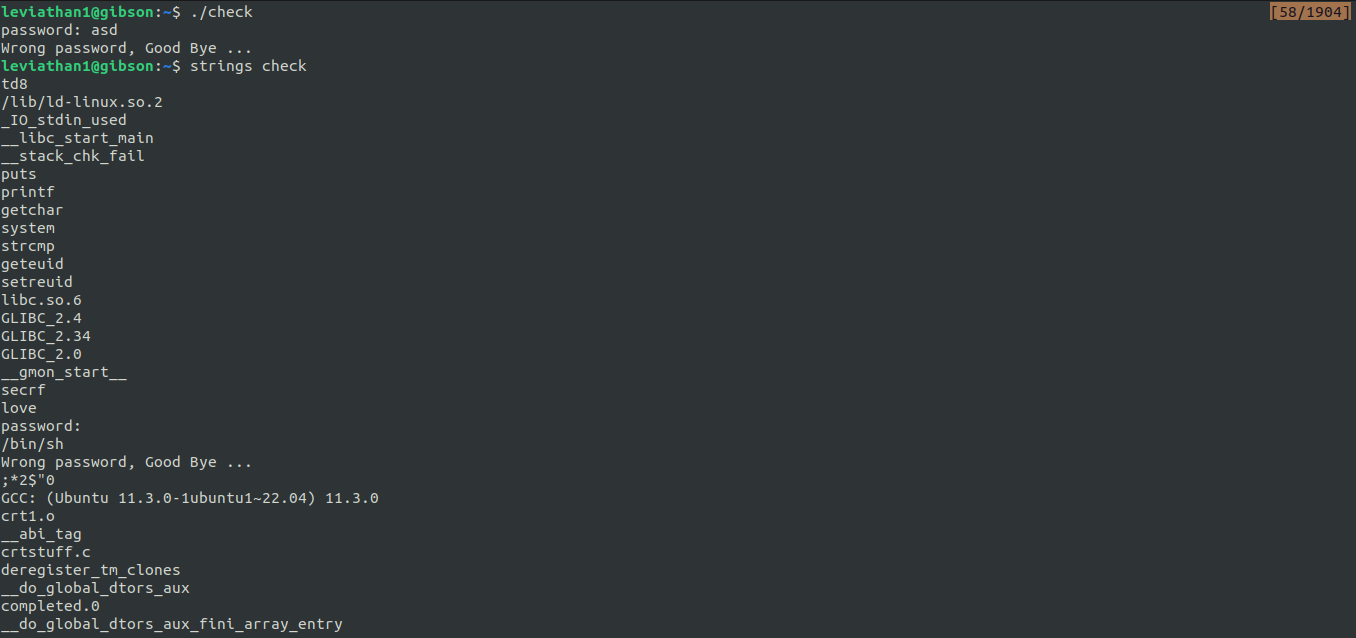 leviathan1@gibson:~$ ./check [58/1904]
password: asd
Wrong password, Good Bye ...
leviathan1@gibson:~$ strings check
td8
/lib/ld-linux.so.2
_IO_stdin_used
__libc_start_main
__stack_chk_fail
puts
printf
getchar
system
strcmp
geteuid
setreuid
libc.so.6
GLIBC_2.4
GLIBC_2.34
GLIBC_2.0
__gmon_start__
secrf
love
password:
/bin/sh
Wrong password, Good Bye ...
;*2$"0
GCC: (Ubuntu 11.3.0-1ubuntu1~22.04) 11.3.0
crt1.o
__abi_tag
crtstuff.c
deregister_tm_clones
__do_global_dtors_aux
completed.0
__do_global_dtors_aux_fini_array_entry